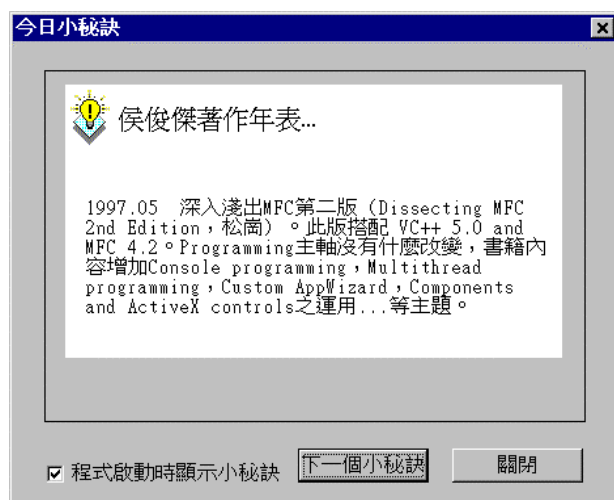 今日小秘訣
侯俊傑著作年表...
1997.05 深入淺出MFC第二版（Dissecting MFC
2nd Edition，松崗）。此版搭配 VC++ 5.0 and
MFC 4.2。Programming主軸沒有什麼改變，書籍內
容增加Console programming，Multithread
programming，Custom AppWizard，Components
and ActiveX controls之運用...等主題。
程式啟動時顯示小秘訣
下一個小秘訣
關閉